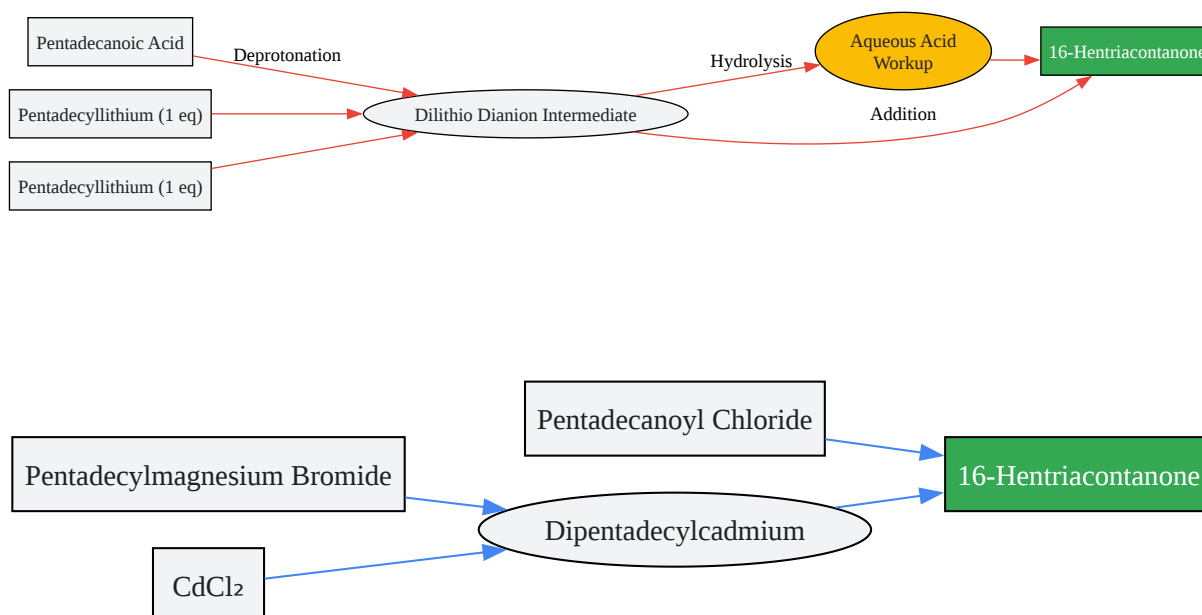 Pentadecanoic Acid
Deprotonation
Pentadecyllithium (1 eq)
Pentadecyllithium (1 eq)
Dilithio Dianion Intermediate
Hydrolysis
Aqueous Acid
Workup
Addition
16-Hentriacontanone
Pentadecanoyl Chloride
Pentadecylmagnesium Bromide
16-Hentriacontanone
Dipentadecylcadmium
CdCl₂